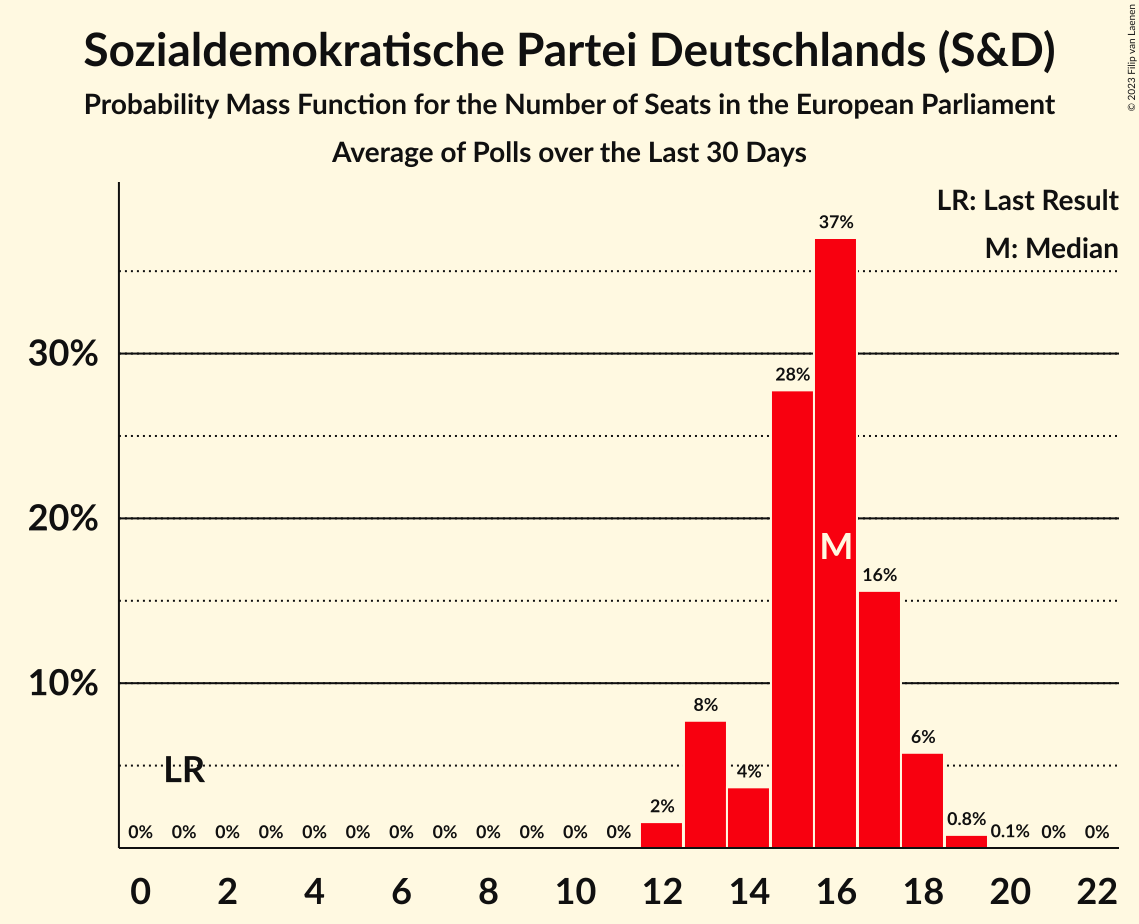 Sozialdemokratische Partei Deutschlands (S&D)
Probability Mass Function for the Number of Seats in the European Parliament
Average of Polls over the Last 30 Days
© 2023 Filip van Laenen
LR: Last Result
M: Median
37%
30%
28%
20%
M
16%
10%
8%
6%
LR
4%
2%
0.8%
0% 0% 0% 0% 0% 0% 0% 0% 0% 0% 0% 0% 0.1% 0% 0%
0 2 4 6 8 10 12 14 16 18 20 22